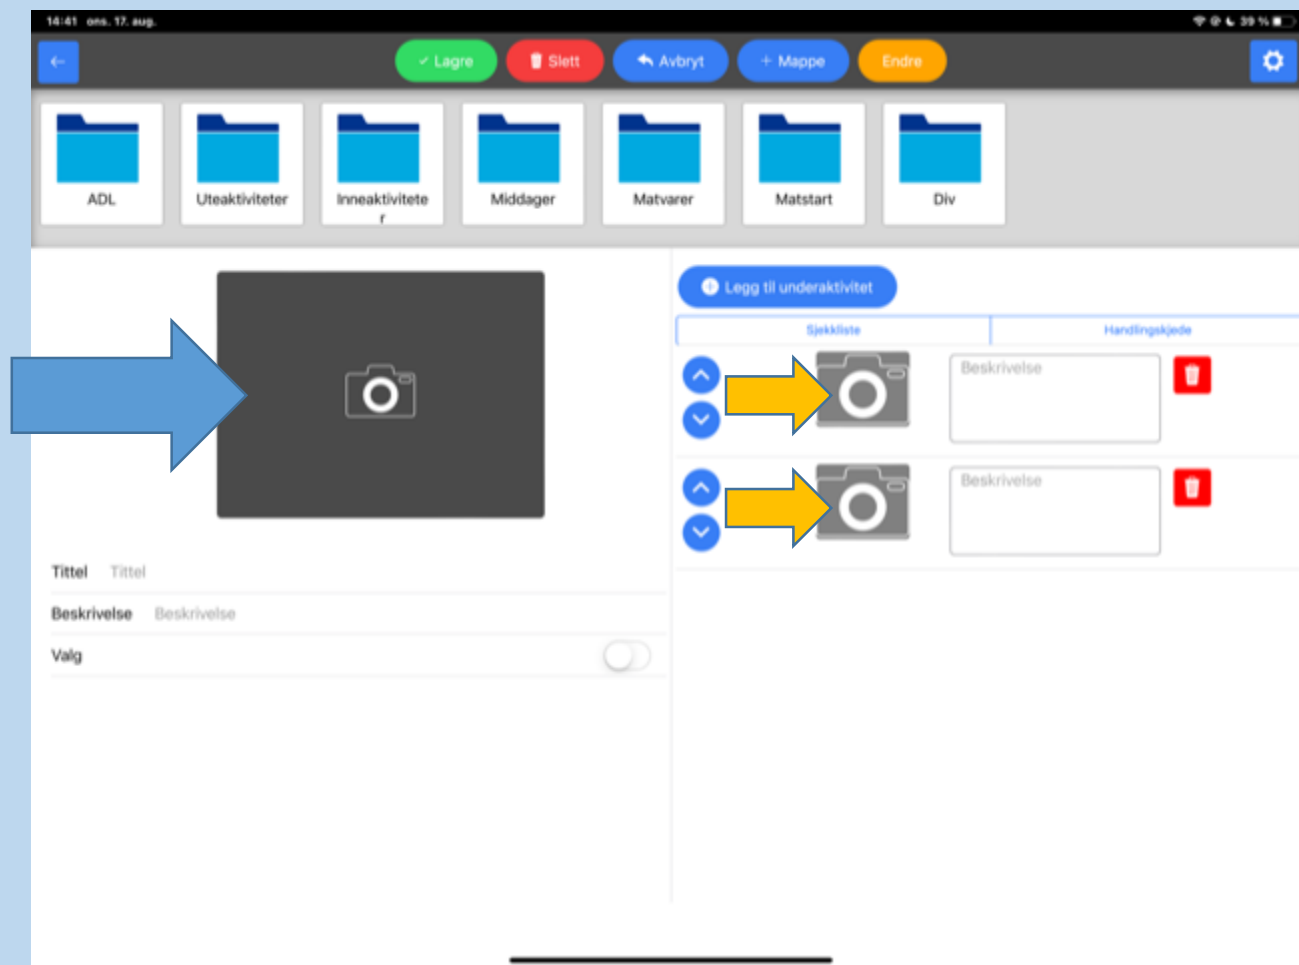 14:41 ons. 17. aug. 39 %
Lagre Slett Avbryt + Mappe Endre
ADL Uteaktiviteter Inneaktivitete Middager Matvarer Matstart Div
r
Legg til underaktivitet
Sjekkliste Handlingskjede
Beskrivelse
Beskrivelse
Tittel Tittel
Beskrivelse Beskrivelse
Valg